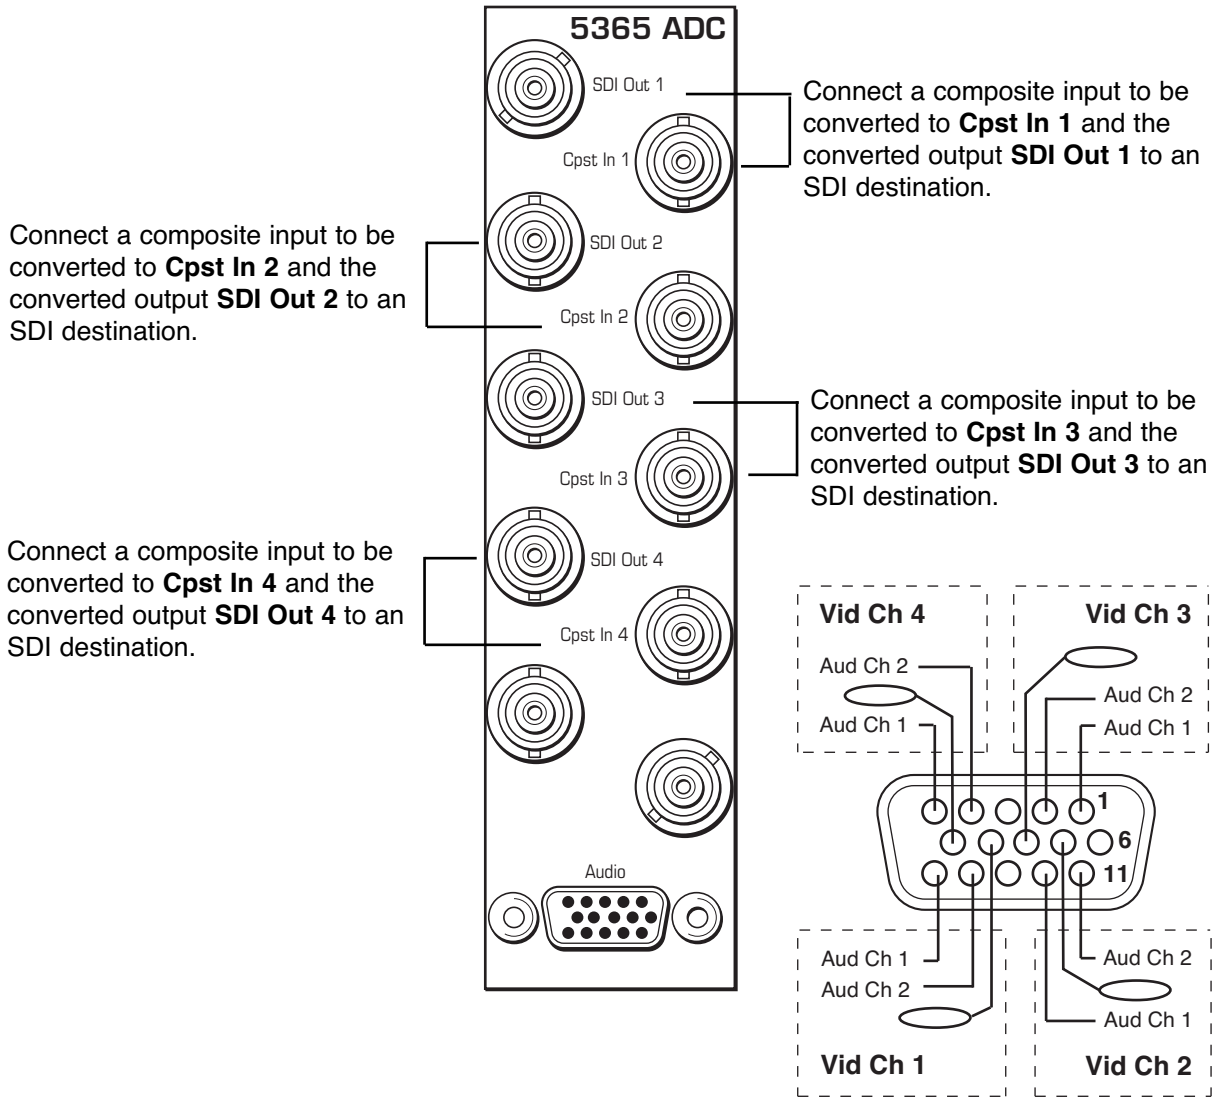 5365 ADC
SDI Out 1
Cpst In 1
SDI Out 2
Cpst In 2
SDI Out 3
Cpst In 3
SDI Out 4
Cpst In 4
Audio
Connect a composite input to be
converted to Cpst In 1 and the
converted output SDI Out 1 to an
SDI destination.
Connect a composite input to be
converted to Cpst In 2 and the
converted output SDI Out 2 to an
SDI destination.
Connect a composite input to be
converted to Cpst In 3 and the
converted output SDI Out 3 to an
SDI destination.
Connect a composite input to be
converted to Cpst In 4 and the
converted output SDI Out 4 to an
SDI destination.
Vid Ch 4
Aud Ch 2
Aud Ch 1
Vid Ch 3
Aud Ch 2
Aud Ch 1
1
6
11
Aud Ch 1
Aud Ch 2
Vid Ch 1
Aud Ch 2
Aud Ch 1
Vid Ch 2